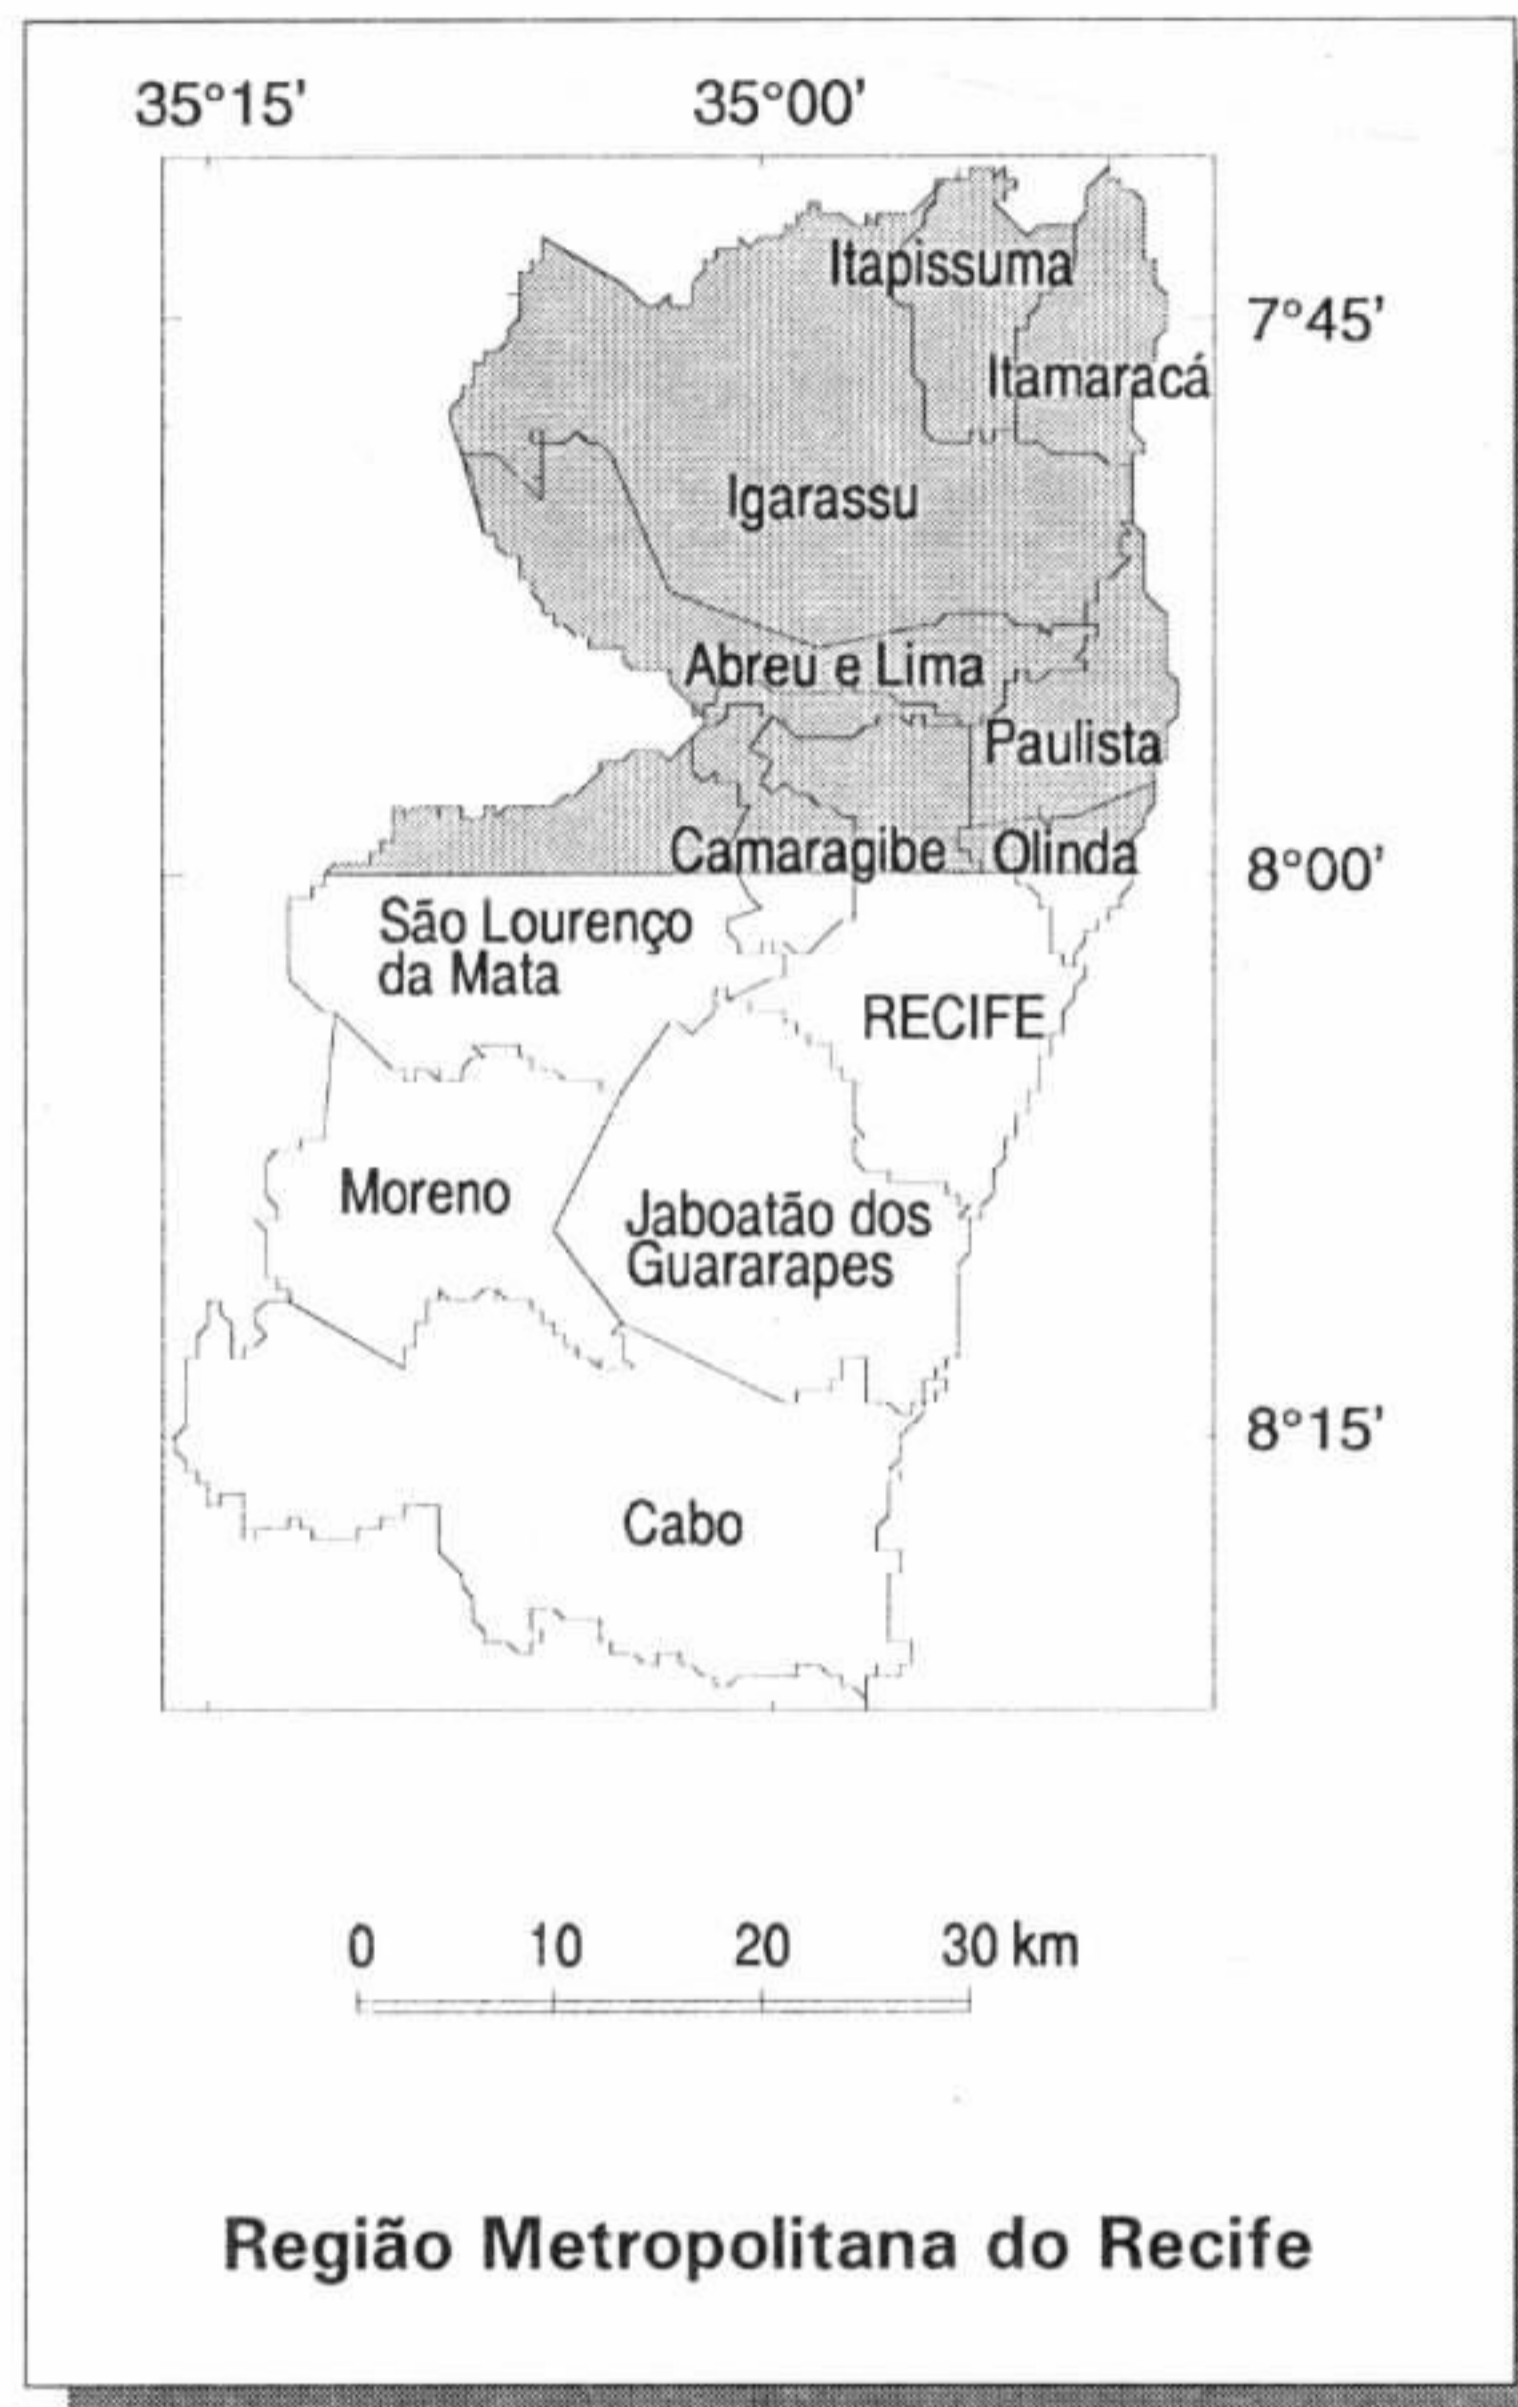 35°15' 35°00'
Itapissuma
7°45'
Itamaracá
Igarassu
Abreu e Lima
Paulista
Camaragibe Olinda
8°00'
São Lourenço
da Mata
RECIFE
Moreno
Jaboatão dos
Guararapes
8°15'
Cabo
0 10 20 30 km
Região Metropolitana do Recife